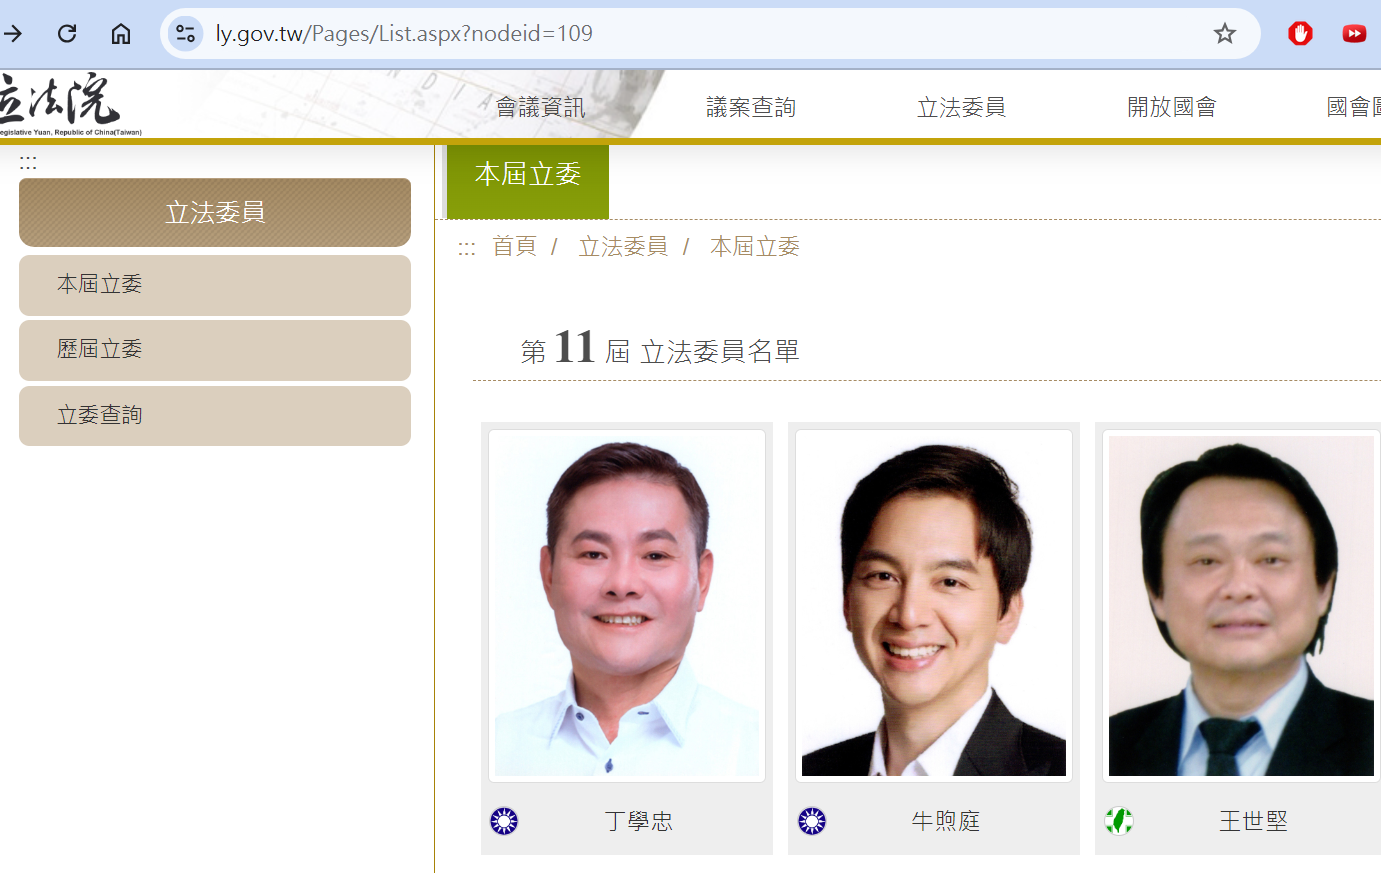 ly.gov.tw/Pages/List.aspx?nodeid=109
立法院
egislative Yuan, Republic of China(Taiwan)
N D I A
會議資訊
議案查詢
立法委員
開放國會
國會
:::
立法委員
本屆立委
歷屆立委
立委查詢
本屆立委
::: 首頁 / 立法委員 / 本屆立委
第 11 屆 立法委員名單
丁學忠
牛煦庭
王世堅